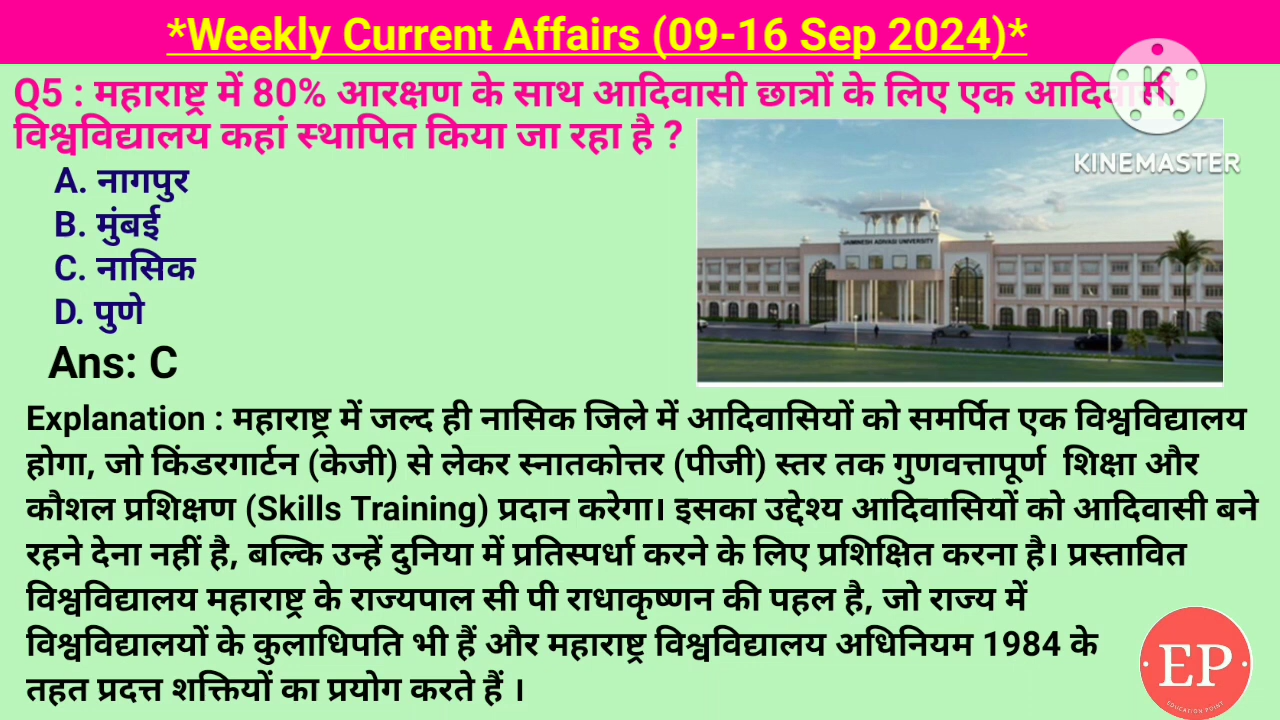 *Weekly Current Affairs (09-16 Sep 2024)*
Q5 : महाराष्ट्र में 80% आरक्षण के साथ आदिवासी छात्रों के लिए एक आदिवासी
विश्वविद्यालय कहां स्थापित किया जा रहा है ?
KINEMASTER
A. नागपुर
B. मुंबई
C. नासिक
D. पुणे
ADIVASI UNIVERSITY
Ans: C
Explanation : महाराष्ट्र में जल्द ही नासिक जिले में आदिवासियों को समर्पित एक विश्वविद्यालय
होगा, जो किंडरगार्टन (केजी) से लेकर स्नातकोत्तर (पीजी) स्तर तक गुणवत्तापूर्ण शिक्षा और
कौशल प्रशिक्षण (Skills Training) प्रदान करेगा। इसका उद्देश्य आदिवासियों को आदिवासी बने
रहने देना नहीं है, बल्कि उन्हें दुनिया में प्रतिस्पर्धा करने के लिए प्रशिक्षित करना है। प्रस्तावित
विश्वविद्यालय महाराष्ट्र के राज्यपाल सी पी राधाकृष्णन की पहल है, जो राज्य में
विश्वविद्यालयों के कुलाधिपति भी हैं और महाराष्ट्र विश्वविद्यालय अधिनियम 1984 के
तहत प्रदत्त शक्तियों का प्रयोग करते हैं ।
EP
EDUCATION POINT